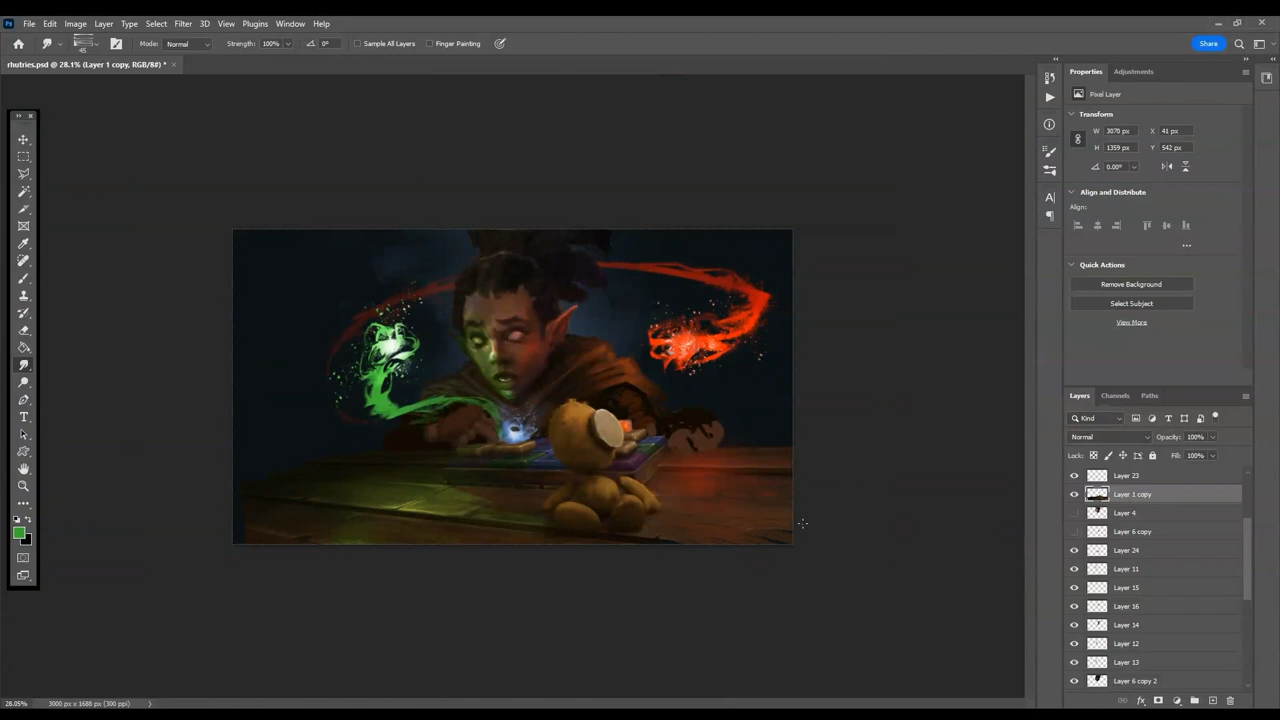 Ps File Edit Image Layer Type Select Filter 3D View Plugins Window Help
45 Mode: Normal Strength: 100% 0° Sample All Layers Finger Painting Share
rhutries.psd @ 28.1% (Layer 1 copy, RGB/8#) *
Properties Adjustments
Pixel Layer
Transform
W 3070 px X 41 px
H 1359 px Y 542 px
0.00°
Align and Distribute
Align:
Quick Actions
Remove Background
Select Subject
View More
Layers Channels Paths
Kind
Normal Opacity: 100%
Lock: Fill: 100%
Layer 23
Layer 1 copy
Layer 4
Layer 6 copy
Layer 24
Layer 11
Layer 15
Layer 16
Layer 14
Layer 12
Layer 13
Layer 6 copy 2
28.05% 3000 px x 1688 px (300 ppi)